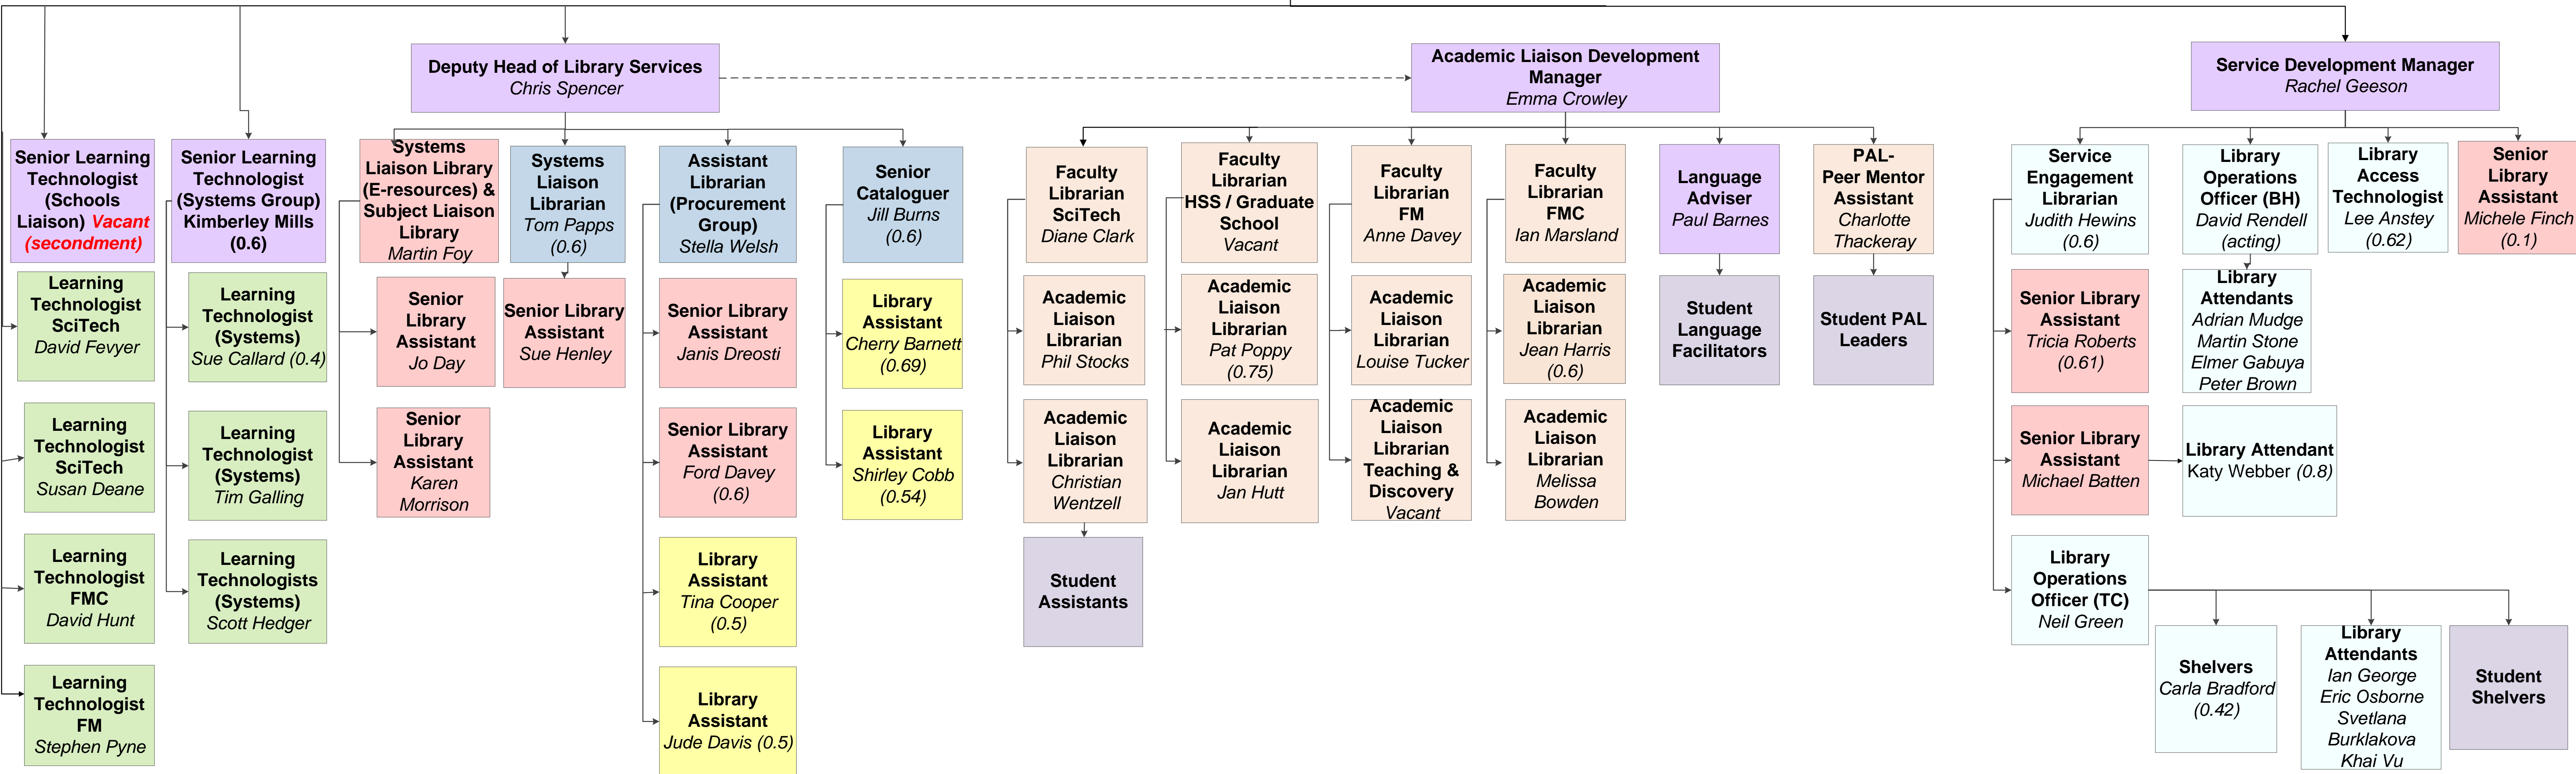 Deputy Head of Library Services
Chris Spencer
Academic Liaison Development
Manager
Emma Crowley
Service Development Manager
Rachel Geeson
Senior Learning
Technologist
(Schools
Liaison) Vacant
(secondment)
Senior Learning
Technologist
(Systems Group)
Kimberley Mills
(0.6)
Systems
Liaison Library
(E-resources) &
Subject Liaison
Library
Martin Foy
Systems
Liaison
Librarian
Tom Papps
(0.6)
Assistant
Librarian
(Procurement
Group)
Stella Welsh
Senior
Cataloguer
Jill Burns
(0.6)
Faculty
Librarian
SciTech
Diane Clark
Faculty
Librarian
HSS / Graduate
School
Vacant
Faculty
Librarian
FM
Anne Davey
Faculty
Librarian
FMC
Ian Marsland
Language
Adviser
Paul Barnes
PAL-
Peer Mentor
Assistant
Charlotte
Thackeray
Service
Engagement
Librarian
Judith Hewins
(0.6)
Library
Operations
Officer (BH)
David Rendell
(acting)
Library
Access
Technologist
Lee Anstey
(0.62)
Senior
Library
Assistant
Michele Finch
(0.1)
Learning
Technologist
SciTech
David Fevyer
Learning
Technologist
(Systems)
Sue Callard (0.4)
Senior
Library
Assistant
Jo Day
Senior Library
Assistant
Sue Henley
Senior Library
Assistant
Janis Dreosti
Library
Assistant
Cherry Barnett
(0.69)
Academic
Liaison
Librarian
Phil Stocks
Academic
Liaison
Librarian
Pat Poppy
(0.75)
Academic
Liaison
Librarian
Louise Tucker
Academic
Liaison
Librarian
Jean Harris
(0.6)
Student
Language
Facilitators
Student PAL
Leaders
Senior Library
Assistant
Tricia Roberts
(0.61)
Library
Attendants
Adrian Mudge
Martin Stone
Elmer Gabuya
Peter Brown
Learning
Technologist
SciTech
Susan Deane
Learning
Technologist
(Systems)
Tim Galling
Senior
Library
Assistant
Karen
Morrison
Senior Library
Assistant
Ford Davey
(0.6)
Library
Assistant
Shirley Cobb
(0.54)
Academic
Liaison
Librarian
Christian
Wentzell
Academic
Liaison
Librarian
Jan Hutt
Academic
Liaison
Librarian
Teaching &
Discovery
Vacant
Academic
Liaison
Librarian
Melissa
Bowden
Senior Library
Assistant
Michael Batten
Library Attendant
Katy Webber (0.8)
Learning
Technologist
FMC
David Hunt
Learning
Technologists
(Systems)
Scott Hedger
Library
Assistant
Tina Cooper
(0.5)
Student
Assistants
Library
Operations
Officer (TC)
Neil Green
Learning
Technologist
FM
Stephen Pyne
Library
Assistant
Jude Davis (0.5)
Shelvers
Carla Bradford
(0.42)
Library
Attendants
Ian George
Eric Osborne
Svetlana
Burklakova
Khai Vu
Student
Shelvers